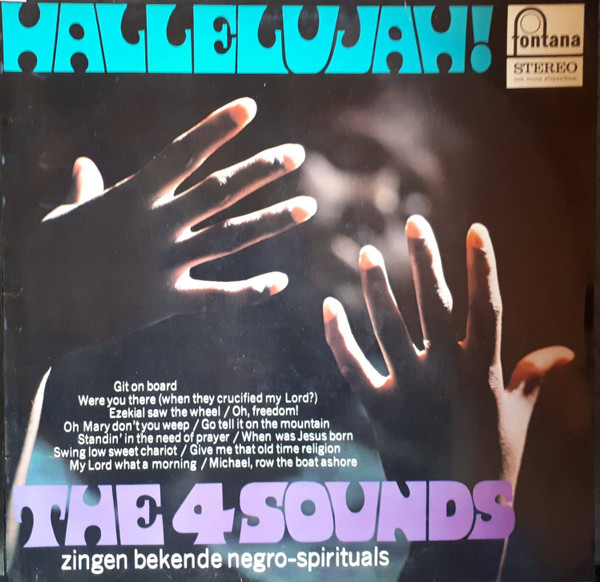 HALLELUJAH!
fontana
STEREO
ook mono afspeelbaar
Git on board
Were you there (when they crucified my Lord?)
Ezekial saw the wheel / Oh, freedom!
Oh Mary don't you weep / Go tell it on the mountain
Standin' in the need of prayer / When was Jesus born
Swing low sweet chariot / Give me that old time religion
My Lord what a morning / Michael, row the boat ashore
THE 4 SOUNDS
zingen bekende negro-spirituals